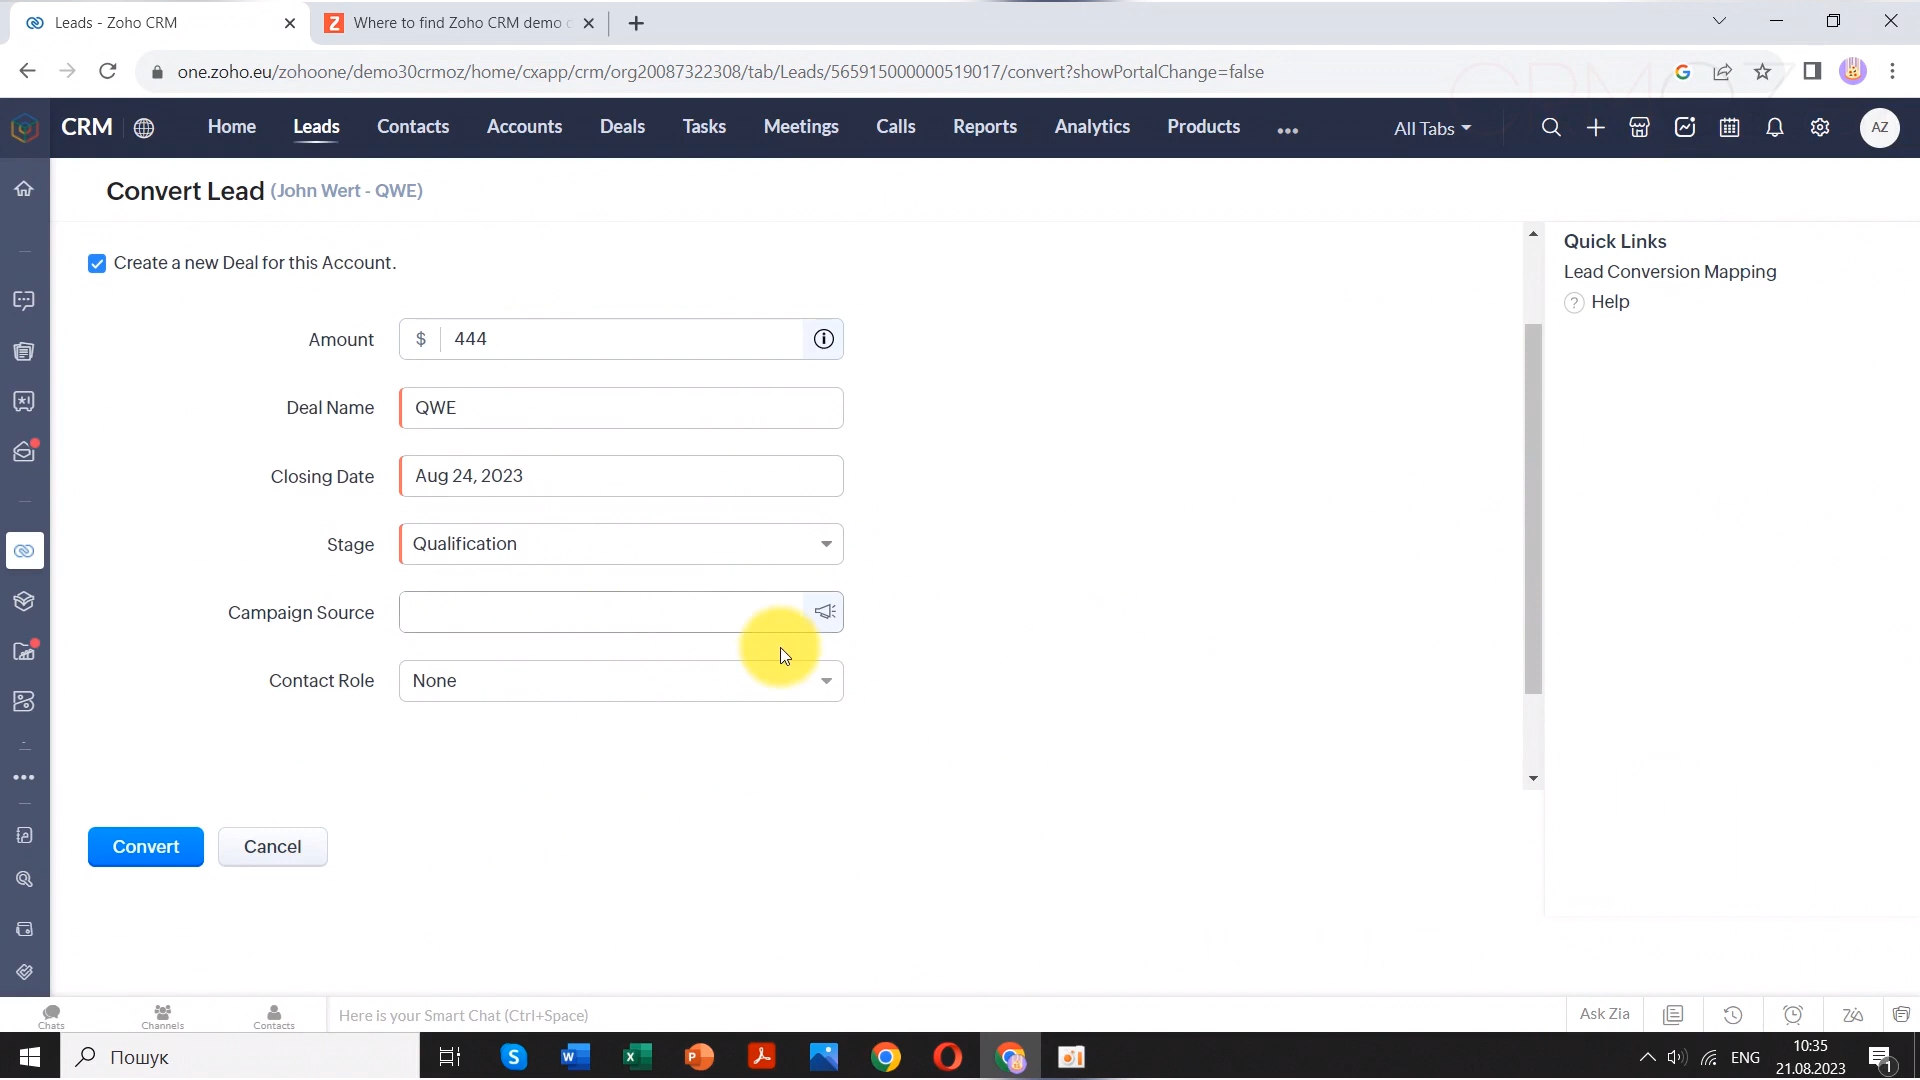 Leads - Zoho CRM
Where to find Zoho CRM demo
one.zoho.eu/zohoone/demo30crmoz/home/cxapp/crm/org20087322308/tab/Leads/565915000000519017/convert?showPortalChange=false
CRM Home Leads Contacts Accounts Deals Tasks Meetings Calls Reports Analytics Products ... All Tabs AZ
Convert Lead (John Wert - QWE)
Create a new Deal for this Account.
Amount $ 444
Deal Name QWE
Closing Date Aug 24, 2023
Stage Qualification
Campaign Source
Contact Role None
Convert Cancel
Quick Links
Lead Conversion Mapping
? Help
Chats Channels Contacts Here is your Smart Chat (Ctrl+Space) Ask Zia
Пошук
ENG
10:35
21.08.2023
1